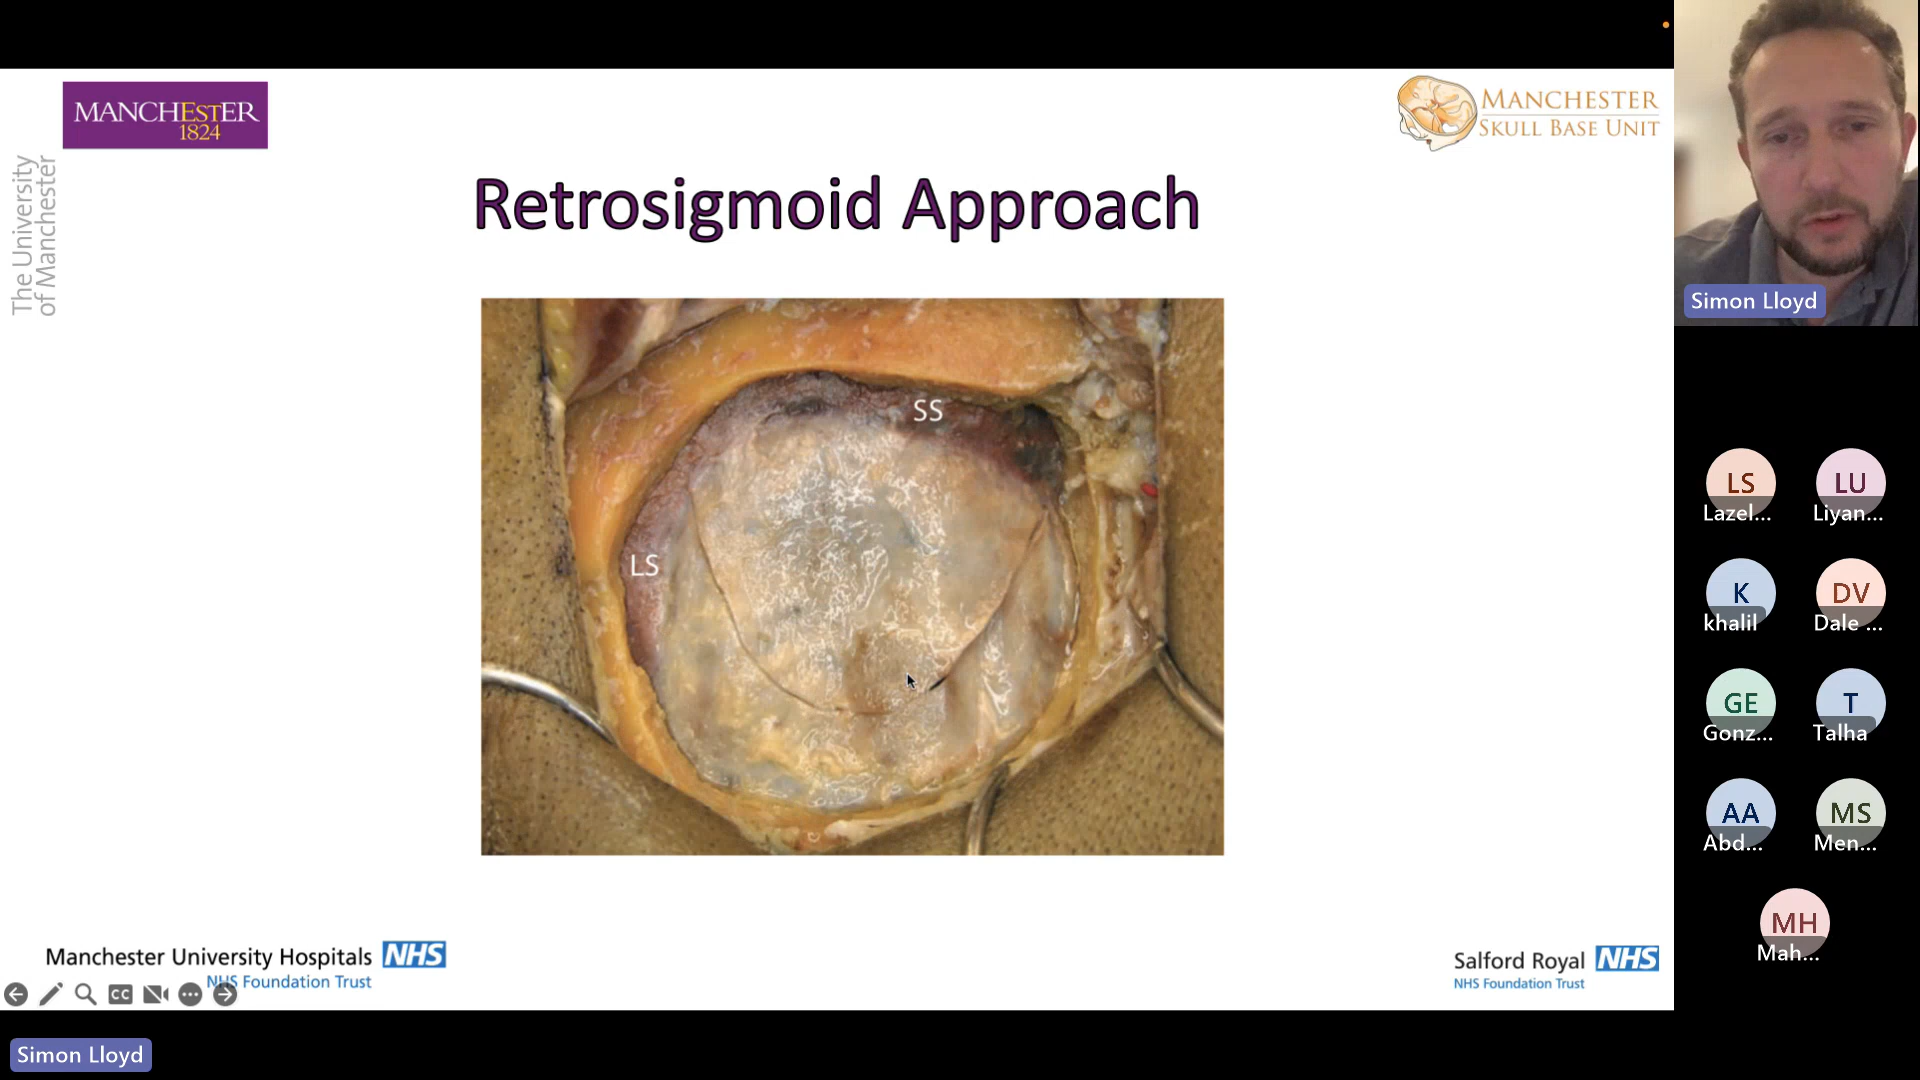 MANCHESTER
1824
The University
of Manchester
MANCHESTER
SKULL BASE UNIT
Retrosigmoid Approach
SS
LS
Manchester University Hospitals NHS
NHS Foundation Trust
CC
Salford Royal NHS
NHS Foundation Trust
Simon Lloyd
Simon Lloyd
LS
Lazel...
LU
Liyan...
K
khalil
DV
Dale ...
GE
Gonz...
T
Talha
AA
Abd...
MS
Men...
MH
Mah...